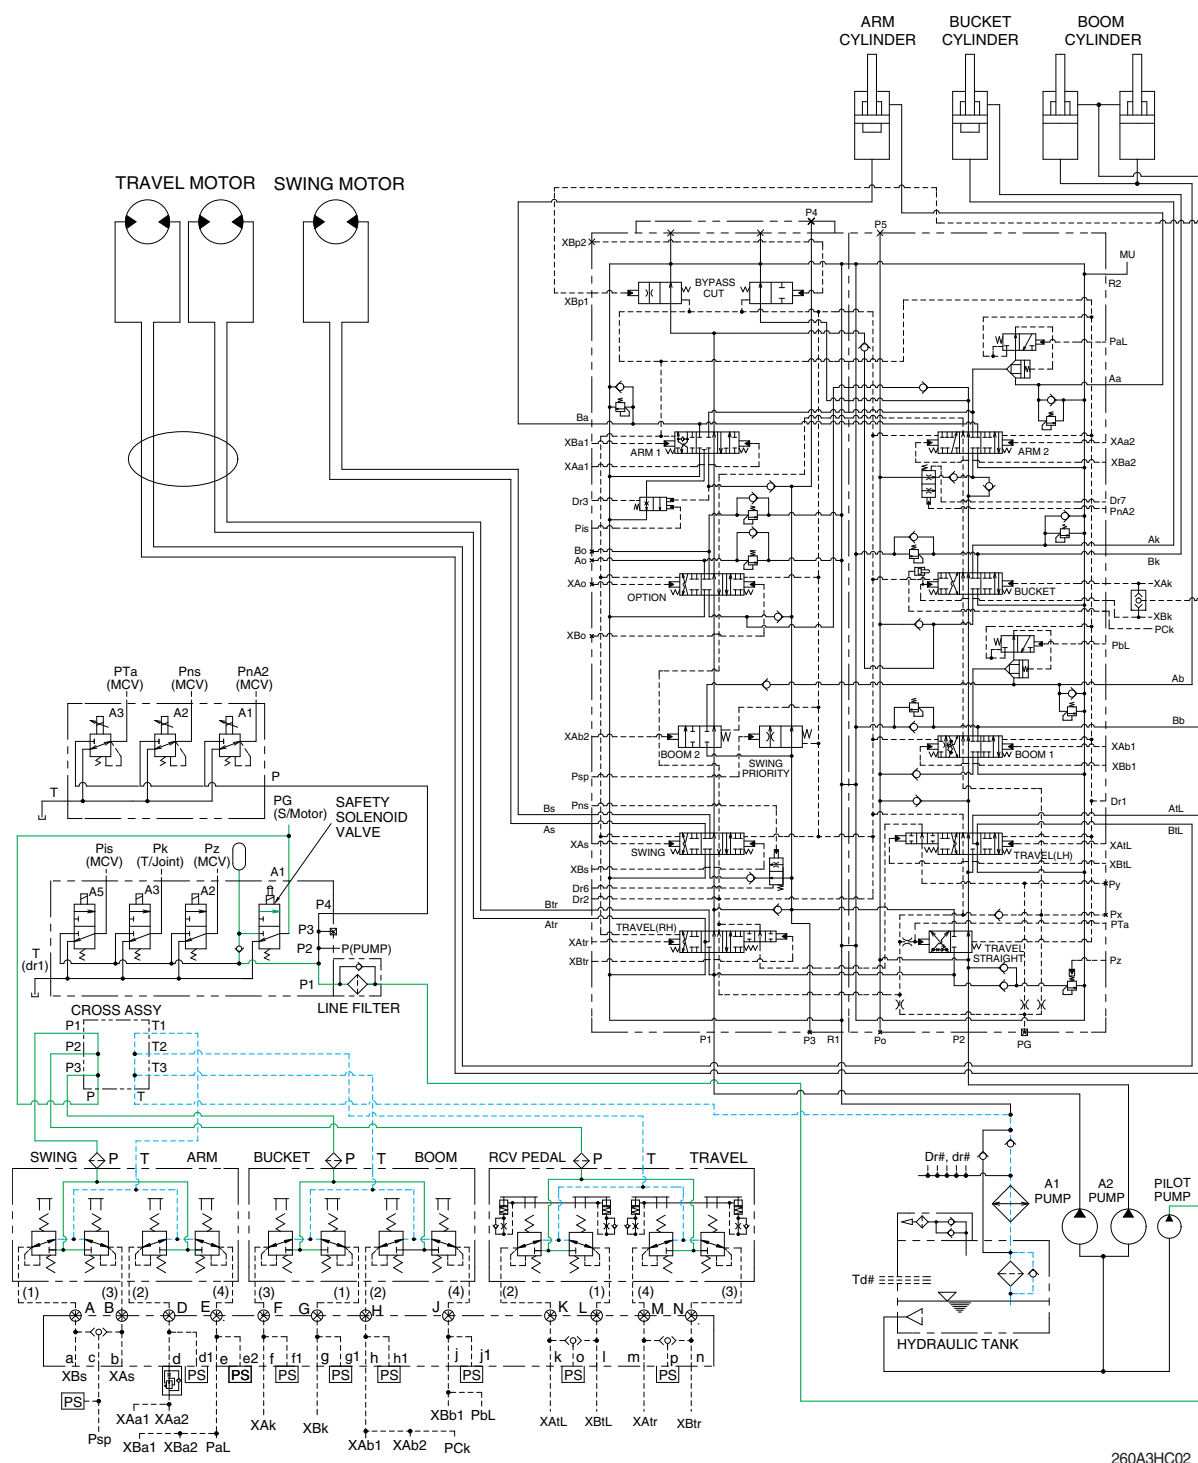 ARM
CYLINDER
BUCKET
CYLINDER
BOOM
CYLINDER
TRAVEL MOTOR
SWING MOTOR
P4
P5
XBp2
MU
BYPASS
CUT
R2
XBp1
PaL
Aa
Ba
XBa1
ARM 1
XAa1
XAa2
ARM 2
XBa2
Dr3
Pis
Dr7
PnA2
Bo
Ao
Ak
Bk
XAo
OPTION
BUCKET
XAk
XBk
PCk
XBo
PbL
Ab
PTa
(MCV)
Pns
(MCV)
PnA2
(MCV)
A3
A2
A1
P
T
XAb2
BOOM 2
SWING
PRIORITY
Psp
Bb
XAb1
BOOM 1
XBb1
PG
(S/Motor)
SAFETY
SOLENOID
VALVE
Pns
Bs
As
Dr1
AtL
BtL
XAs
SWING
XBs
Dr6
Dr2
XAtL
TRAVEL(LH)
XBtL
Py
Pis
(MCV)
Pk
(T/Joint)
Pz
(MCV)
A1
A5
A3
A2
P4
P3
P2
P(PUMP)
T
(dr1)
P1
LINE FILTER
Btr
Atr
TRAVEL(RH)
XAtr
XBtr
Px
PTa
TRAVEL
STRAIGHT
Pz
CROSS ASSY
P1
T1
P2
T2
P3
T3
P
T
P1
P3
R1
Po
P2
PG
SWING
P
T
ARM
BUCKET
P
T
BOOM
RCV PEDAL
P
T
TRAVEL
Dr#, dr#
A1
PUMP
A2
PUMP
PILOT
PUMP
Td#
HYDRAULIC TANK
(1)
(3)
(2)
(4)
(3)
(1)
(2)
(4)
(2)
(1)
(4)
(3)
A
B
D
E
F
G
H
J
K
L
M
N
a
c
b
d
d1
e
e2
f
f1
g
g1
h
h1
j
j1
k
o
l
m
p
n
XBs
XAs
PS
PS
PS
PS
PS
PS
PS
PS
PS
Psp
XAa1
XAa2
XBa1
XBa2
PaL
XAk
XBk
XAb1
XAb2
PCk
XBb1
PbL
XAtL
XBtL
XAtr
XBtr
260A3HC02